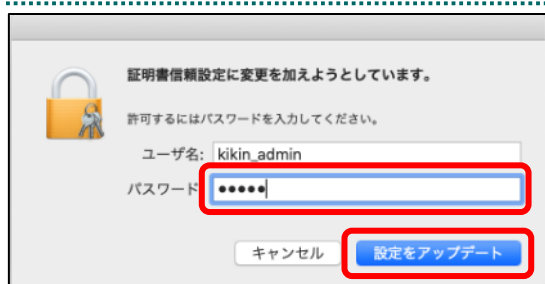 証明書信頼設定に変更を加えようとしています。
許可するにはパスワードを入力してください。
ユーザ名: kikin_admin
パスワード •••••
キャンセル 設定をアップデート